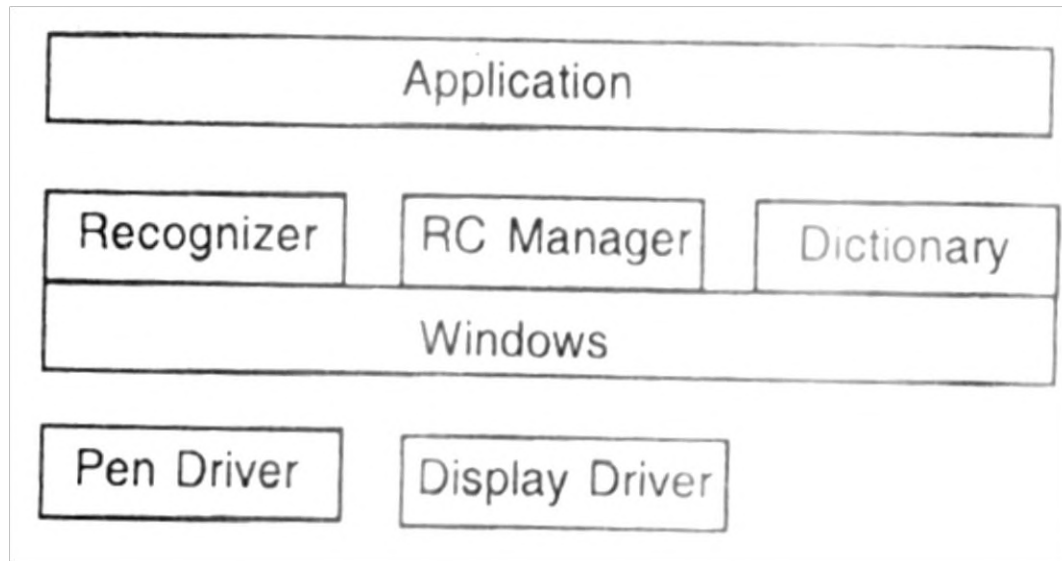 Application
Recognizer RC Manager Dictionary
Windows
Pen Driver Display Driver